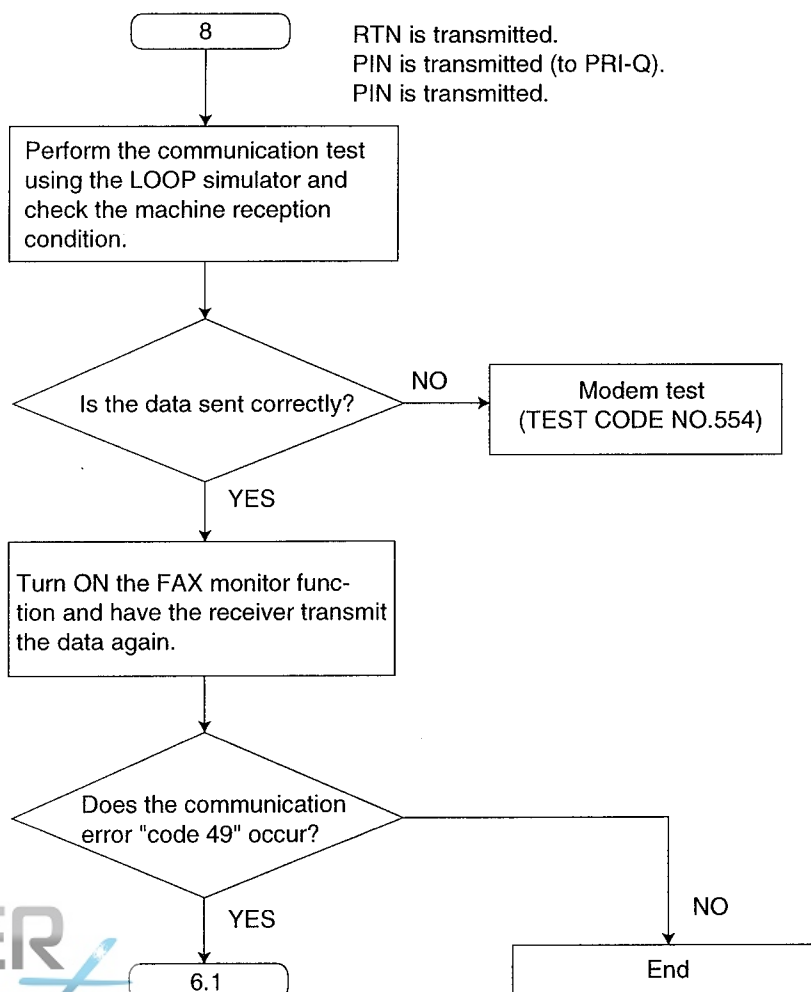 8
RTN is transmitted.
PIN is transmitted (to PRI-Q).
PIN is transmitted.
Perform the communication test
using the LOOP simulator and
check the machine reception
condition.
Is the data sent correctly?
NO
Modem test
(TEST CODE NO.554)
YES
Turn ON the FAX monitor func-
tion and have the receiver transmit
the data again.
Does the communication
error "code 49" occur?
NO
YES
6.1
End
ER